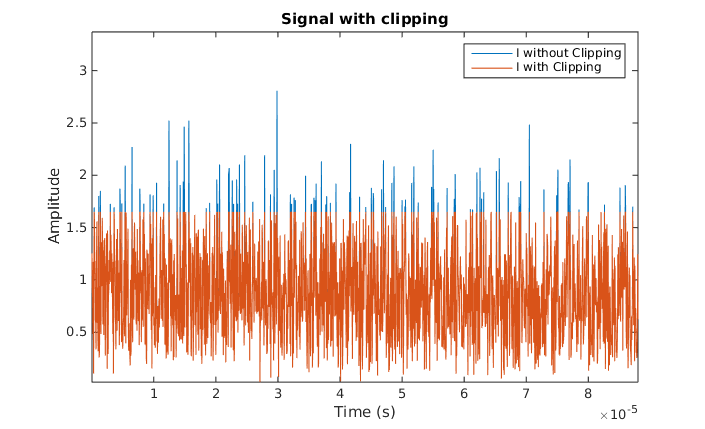 Signal with clipping
I without Clipping
I with Clipping
Amplitude
3
2.5
2
1.5
1
0.5
1 2 3 4 5 6 7 8
Time (s)
×10⁻⁵